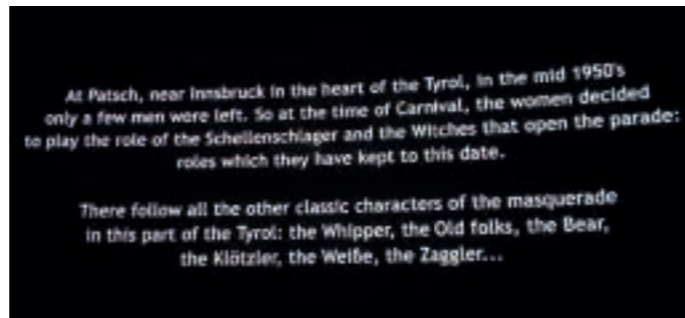 At Patsch, near Innsbruck in the heart of the Tyrol, in the mid 1950's
only a few men were left. So at the time of Carnival, the women decided
to play the role of the Schellenschlager and the Witches that open the parade:
roles which they have kept to this date.
There follow all the other classic characters of the masquerade
in this part of the Tyrol: the Whipper, the Old folks, the Bear,
the Klötzler, the Weiße, the Zaggler...